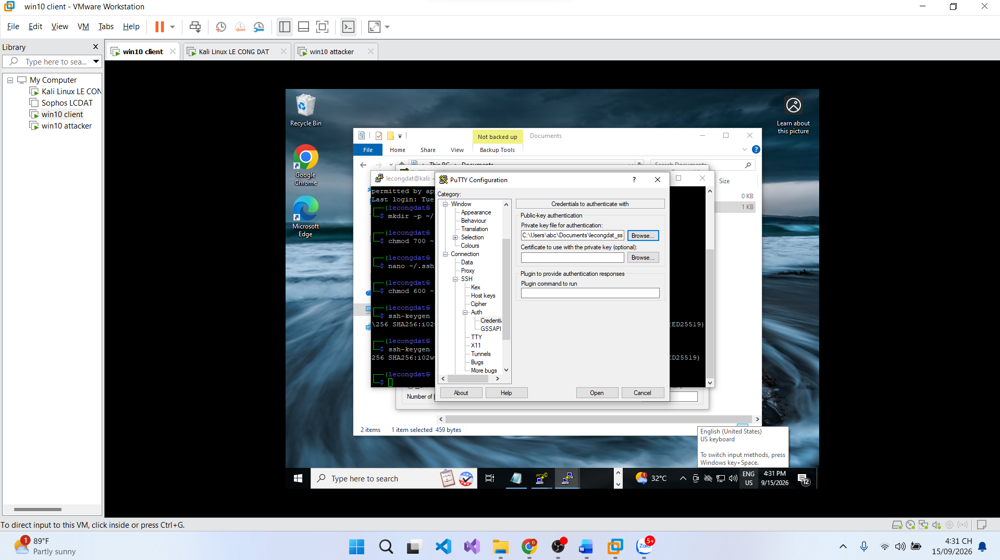 win10 client - VMware Workstation
File Edit View VM Tabs Help
Library
Type here to sea...
My Computer
Kali Linux LE CON
Sophos LCDAT
win10 client
win10 attacker
win10 client
Kali Linux LE CONG DAT
win10 attacker
Recycle Bin
Google
Chrome
Microsoft
Edge
Learn about
this picture
Not backed up
Documents
File Home Share View Backup Tools
This PC Documents
Search Documents
Size
0 KB
1 KB
lecongdat@kali: ~
permitted by app
Last login: Tue
(lecongdat㉿
$ mkdir -p ~/
(lecongdat㉿
$ chmod 700 ~
(lecongdat㉿
$ nano ~/.ssh
(lecongdat㉿
$ chmod 600 ~
(lecongdat㉿
$ ssh-keygen
\256 SHA256:i02w (ED25519)
(lecongdat㉿
$ ssh-keygen
256 SHA256:i02w ED25519)
(lecongdat㉿
$
PuTTY Configuration
?
Category:
Window
Appearance
Behaviour
Translation
Selection
Colours
Connection
Data
Proxy
SSH
Kex
Host keys
Cipher
Auth
Credentia
GSSAPI
TTY
X11
Tunnels
Bugs
More bugs
Credentials to authenticate with
Public-key authentication
Private key file for authentication:
C:\Users\abc\Documents\lecongdat_ss
Browse...
Certificate to use with the private key (optional):
Browse...
Plugin to provide authentication responses
Plugin command to run
About Help Open Cancel
Number of
2 items 1 item selected 459 bytes
English (United States)
US keyboard
To switch input methods, press
Windows key+Space.
Type here to search
1
32°C
ENG
US
4:31 PM
9/15/2026
12
To direct input to this VM, click inside or press Ctrl+G.
1
89°F
Partly sunny
D
W
Zalo
5+
4:31 CH
15/09/2026